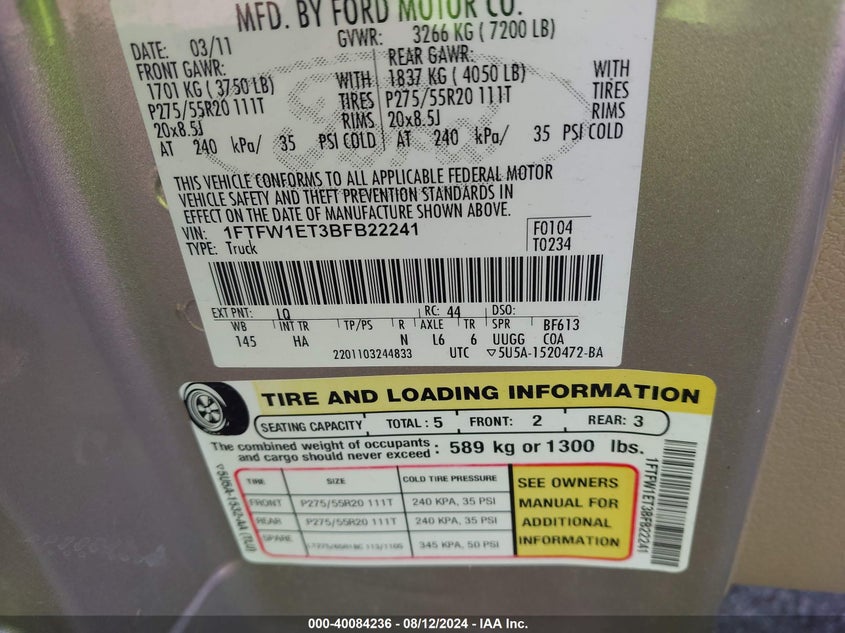 MFD. BY FORD MOTOR CO.
DATE: 03/11 GVWR: 3266 KG ( 7200 LB)
FRONT GAWR: REAR GAWR:
1701 KG ( 3750 LB) WITH 1837 KG ( 4050 LB) WITH
P275/55R20 111T TIRES P275/55R20 111T TIRES
20x8.5J RIMS 20x8.5J RIMS
AT 240 kPa/ 35 PSI COLD AT 240 kPa/ 35 PSI COLD
THIS VEHICLE CONFORMS TO ALL APPLICABLE FEDERAL MOTOR
VEHICLE SAFETY AND THEFT PREVENTION STANDARDS IN
EFFECT ON THE DATE OF MANUFACTURE SHOWN ABOVE.
VIN: 1FTFW1ET3BFB22241 F0104
TYPE: Truck T0234
EXT PNT: LQ RC: 44 DSO:
WB INT TR TP/PS R AXLE TR SPR BF613
145 HA N L6 6 UUGG COA
2201103244833 UTC ▽5U5A-1520472-BA
TIRE AND LOADING INFORMATION
SEATING CAPACITY TOTAL : 5 FRONT: 2 REAR: 3
The combined weight of occupants
and cargo should never exceed : 589 kg or 1300 lbs.
TIRE SIZE COLD TIRE PRESSURE
FRONT P275/55R20 111T 240 KPA, 35 PSI
REAR P275/55R20 111T 240 KPA, 35 PSI
SPARE 345 KPA, 50 PSI
SEE OWNERS
MANUAL FOR
ADDITIONAL
INFORMATION
1FTFW1ET3BFB22241
000-40084236 - 08/12/2024 - IAA Inc.